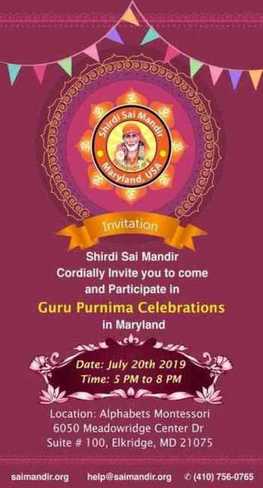 Shirdi Sai Mandir
Maryland, USA
Invitation
Shirdi Sai Mandir
Cordially Invite you to come
and Participate in
Guru Purnima Celebrations
in Maryland
Date: July 20th 2019
Time: 5 PM to 8 PM
Location: Alphabets Montessori
6050 Meadowridge Center Dr
Suite # 100, Elkridge, MD 21075
saimandir.org help@saimandir.org ✆ (410) 756-0765